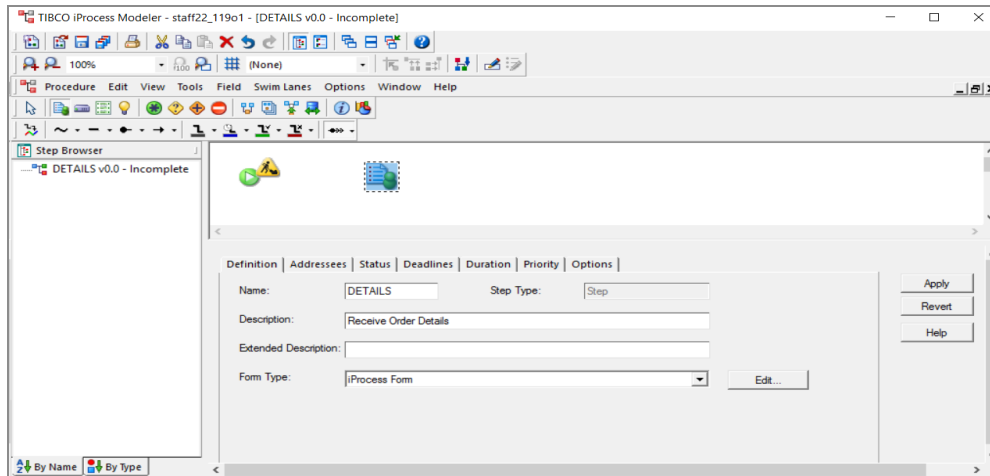 TIBCO iProcess Modeler - staff22_119o1 - [DETAILS v0.0 - Incomplete]
100%
(None)
Procedure Edit View Tools Field Swim Lanes Options Window Help
Step Browser
DETAILS v0.0 - Incomplete
Definition Addressees Status Deadlines Duration Priority Options
Name: DETAILS Step Type: Step
Description: Receive Order Details
Extended Description:
Form Type: iProcess Form Edit...
Apply
Revert
Help
By Name By Type